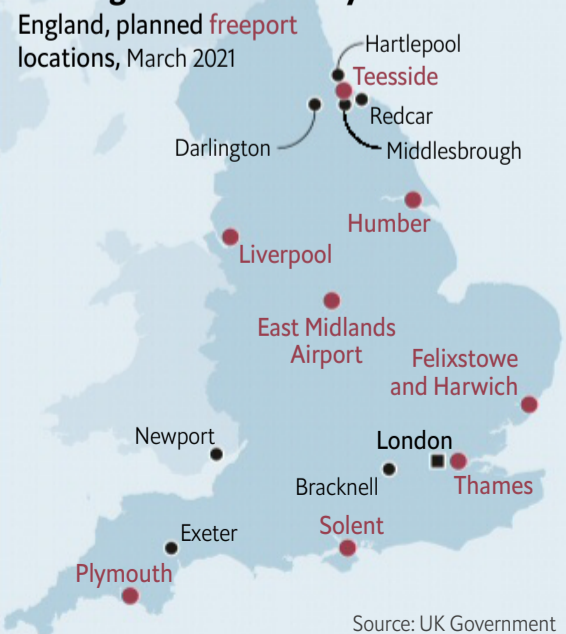 England, planned freeport
locations, March 2021
Hartlepool
Teesside
Redcar
Darlington
Middlesbrough
Humber
Liverpool
East Midlands
Airport
Felixstowe
and Harwich
Newport
London
Bracknell
Thames
Exeter
Solent
Plymouth
Source: UK Government